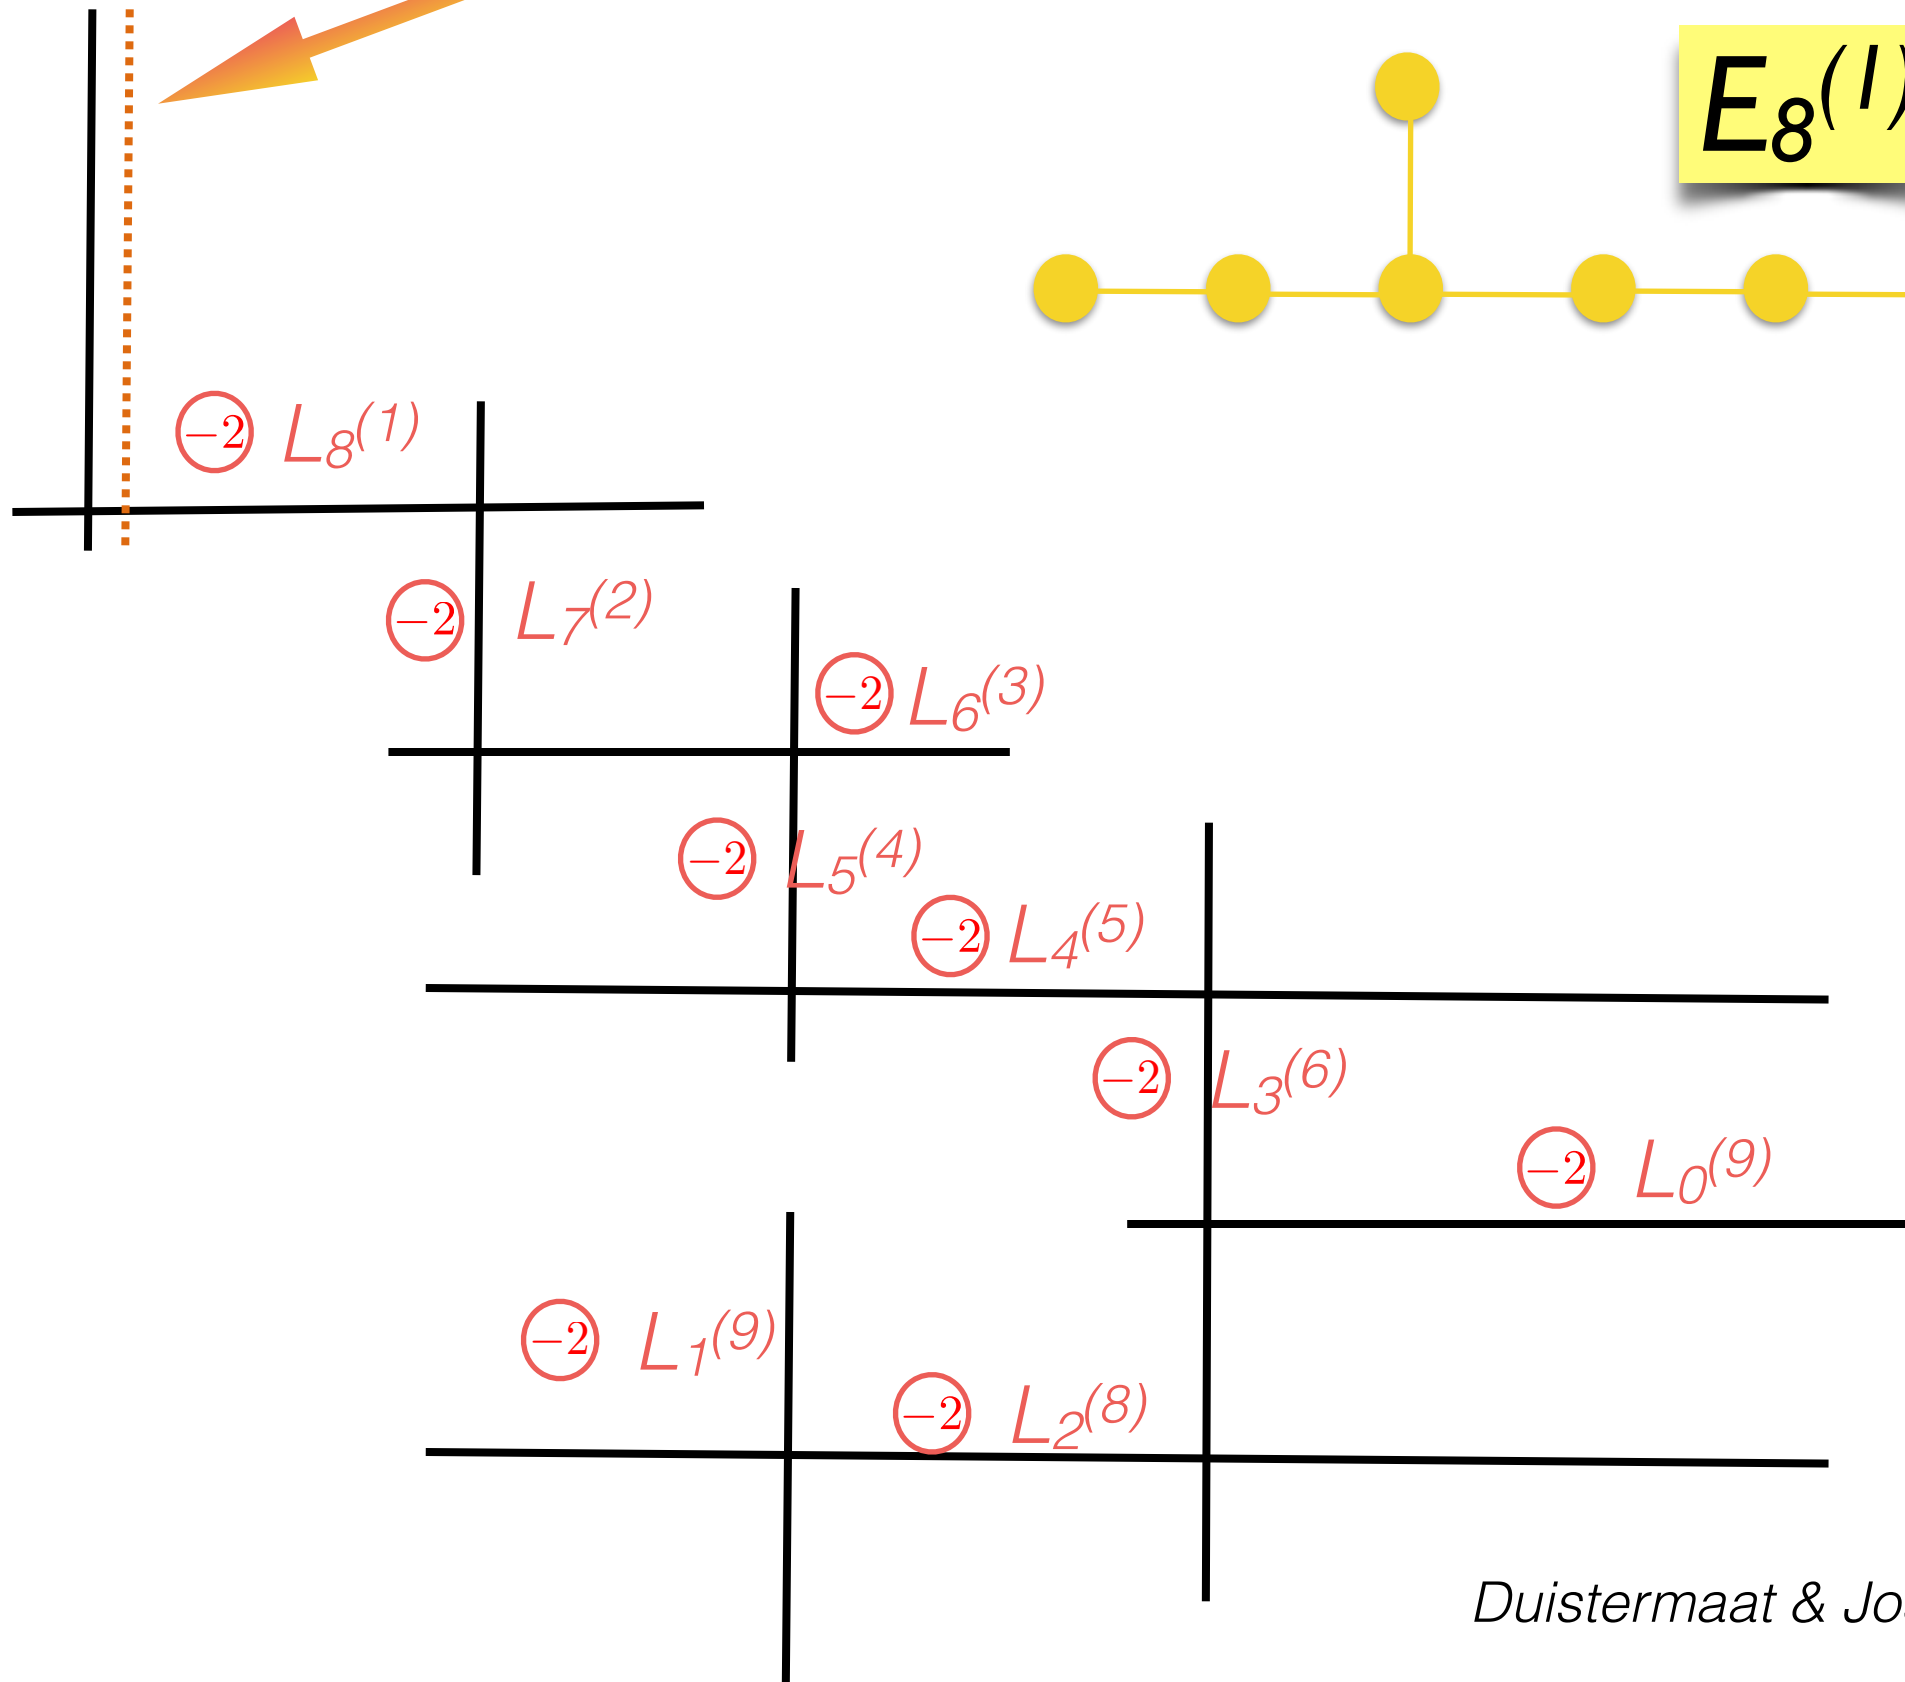 E₈⁽¹⁾
−2 L₈⁽¹⁾
−2 L₇⁽²⁾
−2 L₆⁽³⁾
−2 L₅⁽⁴⁾
−2 L₄⁽⁵⁾
−2 L₃⁽⁶⁾
−2 L₀⁽⁹⁾
−2 L₁⁽⁹⁾
−2 L₂⁽⁸⁾
Duistermaat &